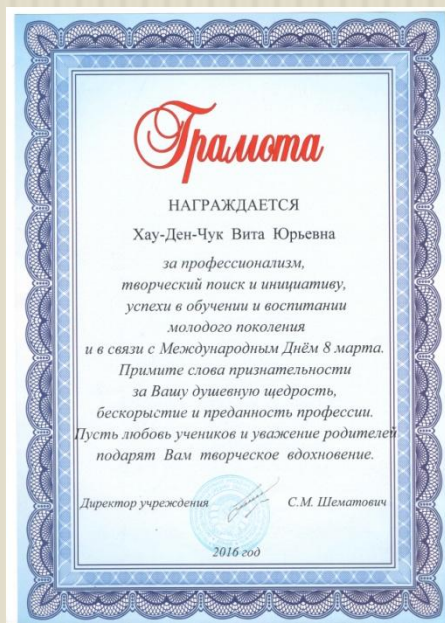 Грамота
НАГРАЖДАЕТСЯ
Хау-Ден-Чук Вита Юрьевна
за профессионализм,
творческий поиск и инициативу,
успехи в обучении и воспитании
молодого поколения
и в связи с Международным Днём 8 марта.
Примите слова признательности
за Вашу душевную щедрость,
бескорыстие и преданность профессии.
Пусть любовь учеников и уважение родителей
подарят Вам творческое вдохновение.
Директор учреждения С.М. Шематович
2016 год